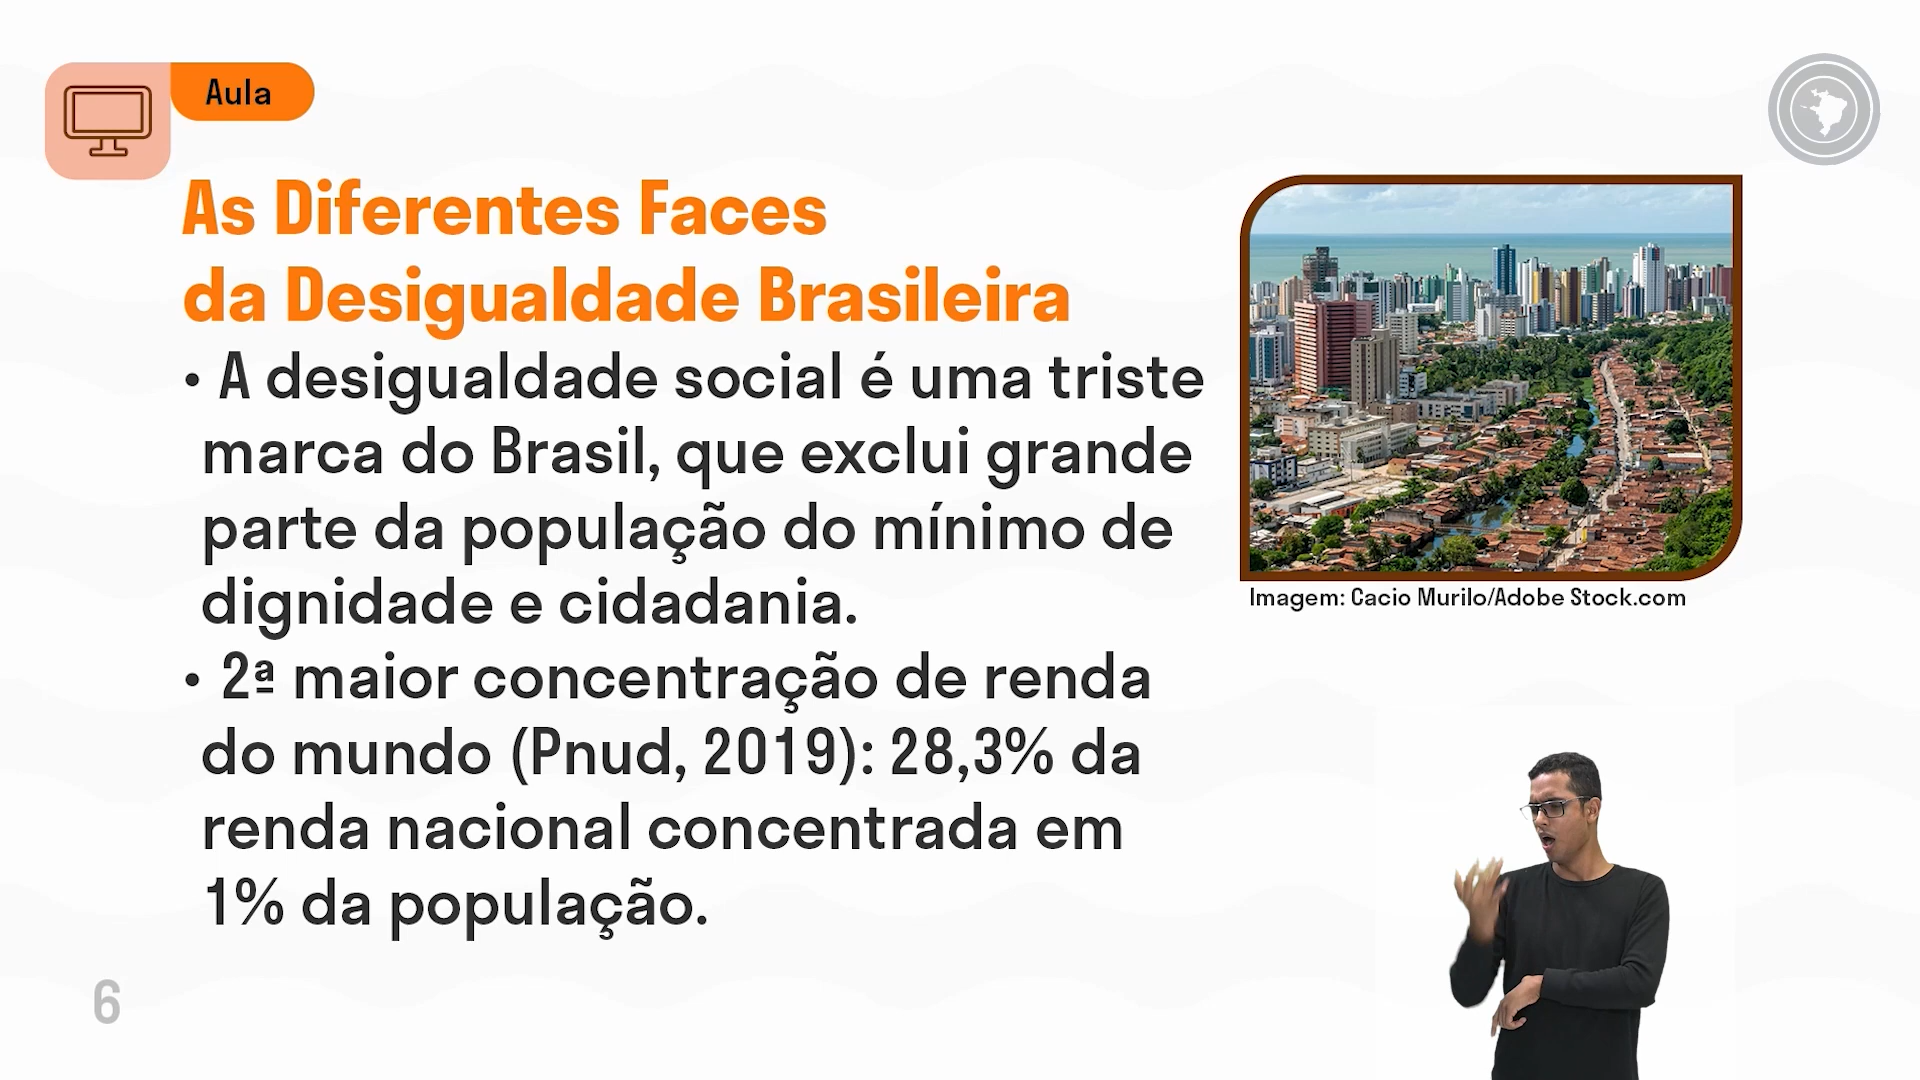 Aula
As Diferentes Faces
da Desigualdade Brasileira
• A desigualdade social é uma triste
marca do Brasil, que exclui grande
parte da população do mínimo de
dignidade e cidadania.
• 2ª maior concentração de renda
do mundo (Pnud, 2019): 28,3% da
renda nacional concentrada em
1% da população.
Imagem: Cacio Murilo/Adobe Stock.com
6